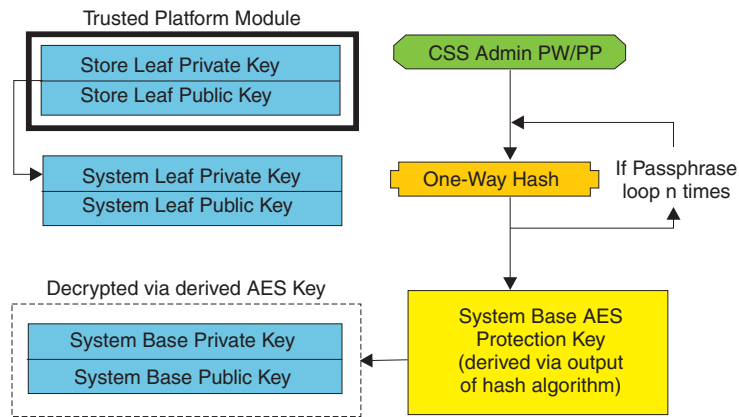 Trusted Platform Module
Store Leaf Private Key
Store Leaf Public Key
System Leaf Private Key
System Leaf Public Key
CSS Admin PW/PP
One-Way Hash
If Passphrase
loop n times
Decrypted via derived AES Key
System Base Private Key
System Base Public Key
System Base AES
Protection Key
(derived via output
of hash algorithm)